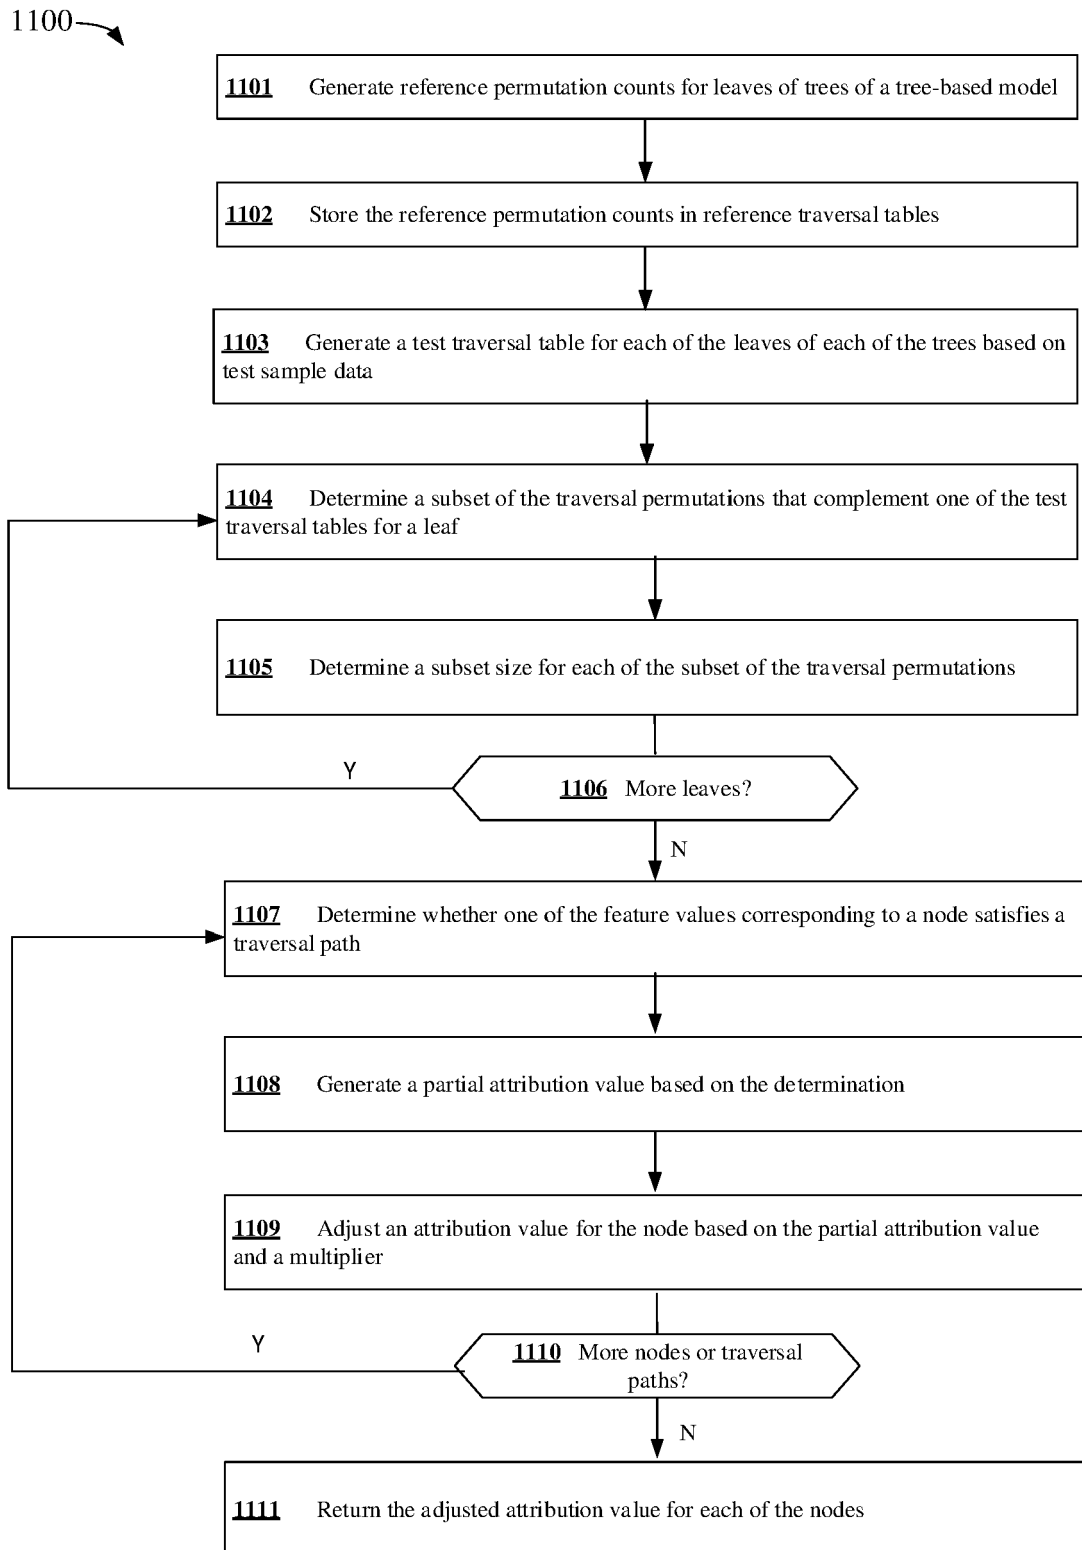 1100
1101 Generate reference permutation counts for leaves of trees of a tree-based model
1102 Store the reference permutation counts in reference traversal tables
1103 Generate a test traversal table for each of the leaves of each of the trees based on
test sample data
1104 Determine a subset of the traversal permutations that complement one of the test
traversal tables for a leaf
1105 Determine a subset size for each of the subset of the traversal permutations
Y
1106 More leaves?
N
1107 Determine whether one of the feature values corresponding to a node satisfies a
traversal path
1108 Generate a partial attribution value based on the determination
1109 Adjust an attribution value for the node based on the partial attribution value
and a multiplier
Y
1110 More nodes or traversal
paths?
N
1111 Return the adjusted attribution value for each of the nodes